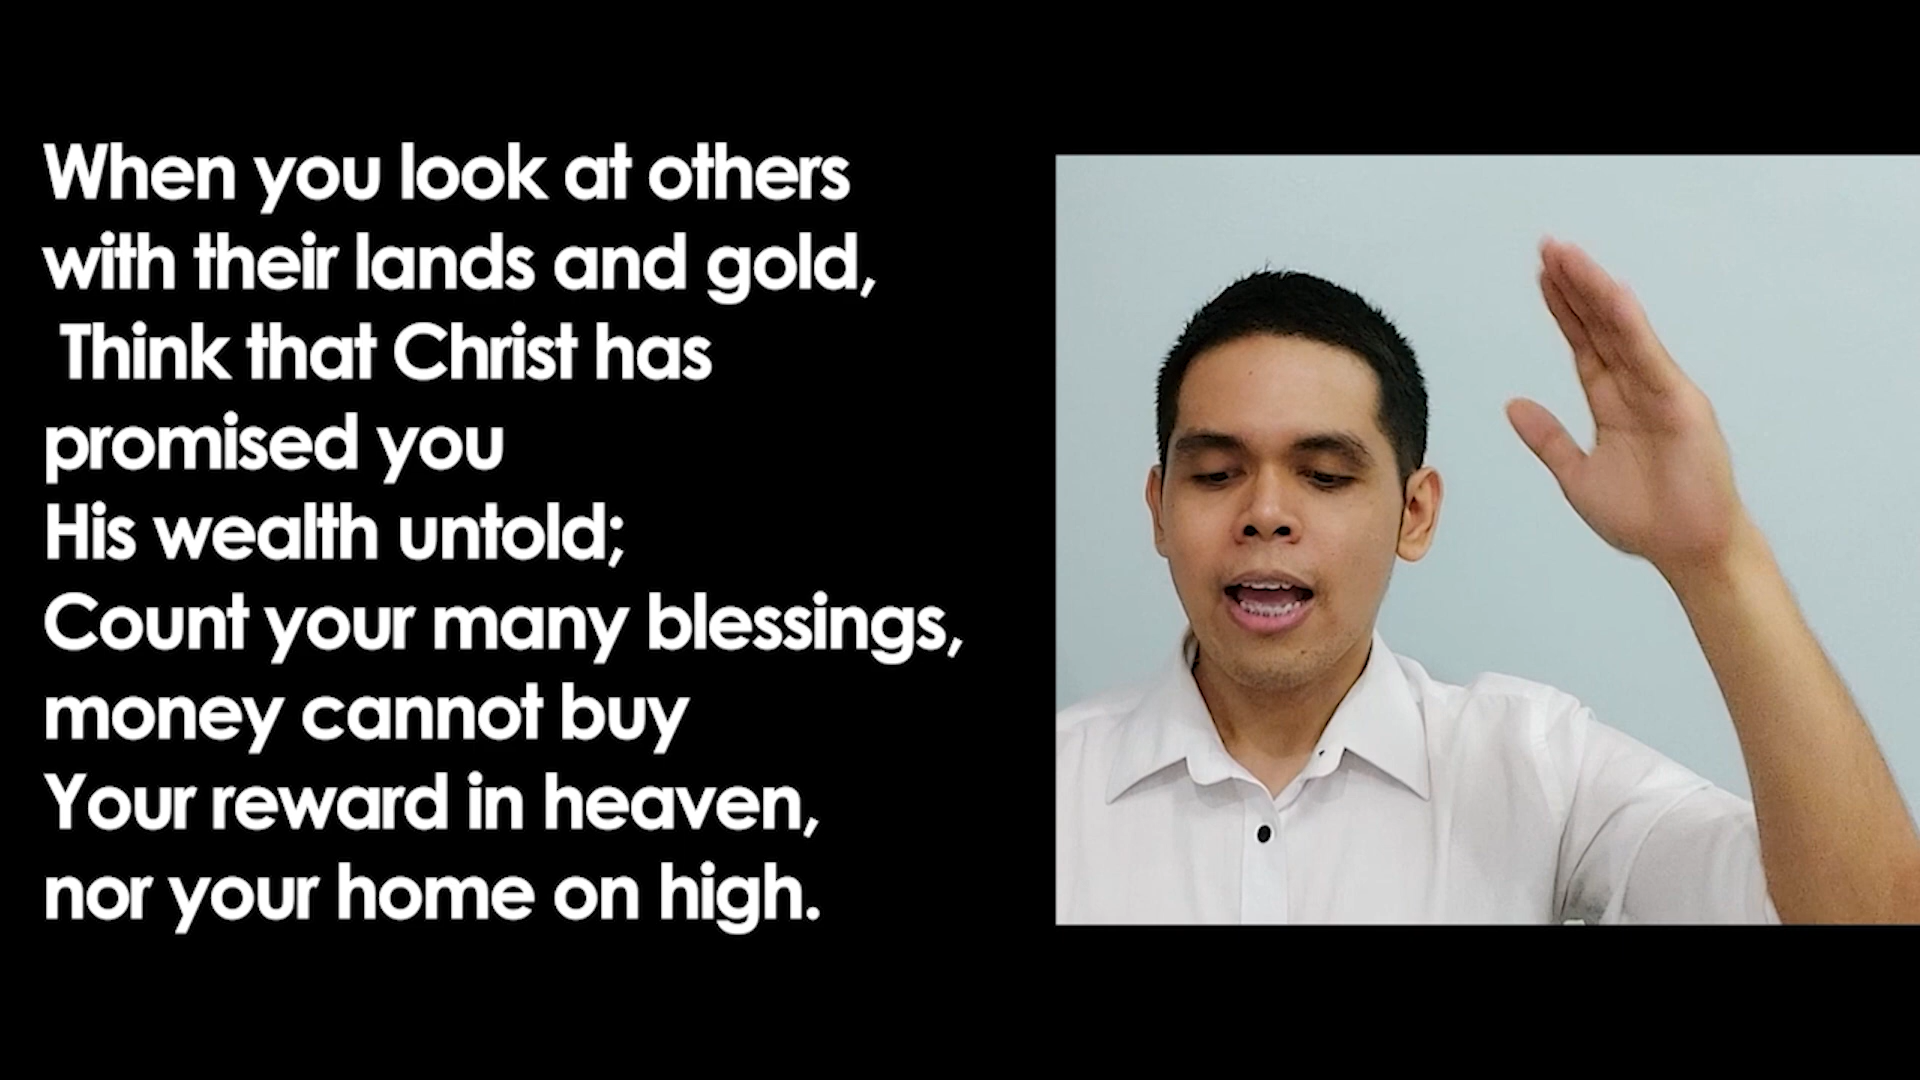 When you look at others
with their lands and gold,
Think that Christ has
promised you
His wealth untold;
Count your many blessings,
money cannot buy
Your reward in heaven,
nor your home on high.